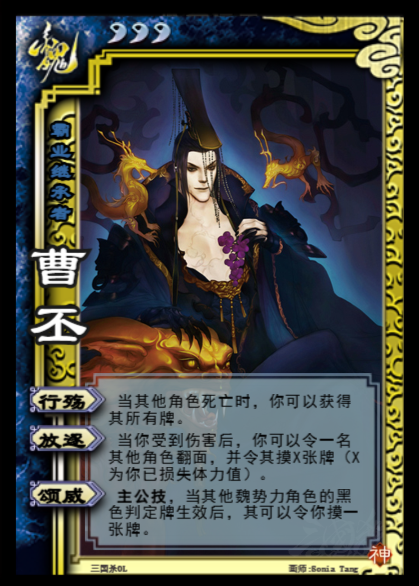 魏
霸业继承者
曹丕
行殇
当其他角色死亡时，你可以获得
其所有牌。
放逐
当你受到伤害后，你可以令一名
其他角色翻面，并令其摸X张牌（X
为你已损失体力值）。
颂威
主公技，当其他魏势力角色的黑
色判定牌生效后，其可以令你摸一
张牌。
神
三国杀OL
画师:Sonia Tang